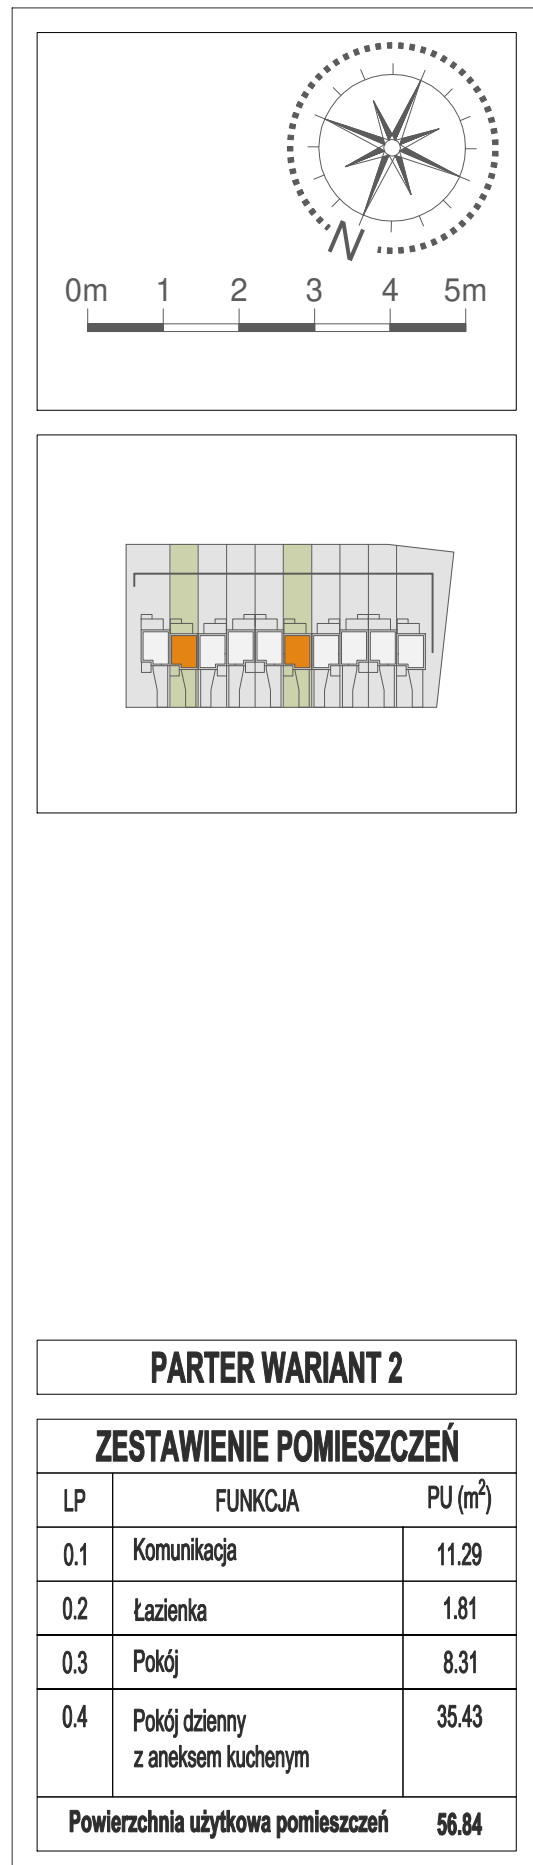 N
0m 1 2 3 4 5m
PARTER WARIANT 2
ZESTAWIENIE POMIESZCZEŃ
LP FUNKCJA PU (m²)
0.1 Komunikacja 11.29
0.2 Łazienka 1.81
0.3 Pokój 8.31
0.4 Pokój dzienny 35.43
z aneksem kuchenym
Powierzchnia użytkowa pomieszczeń 56.84